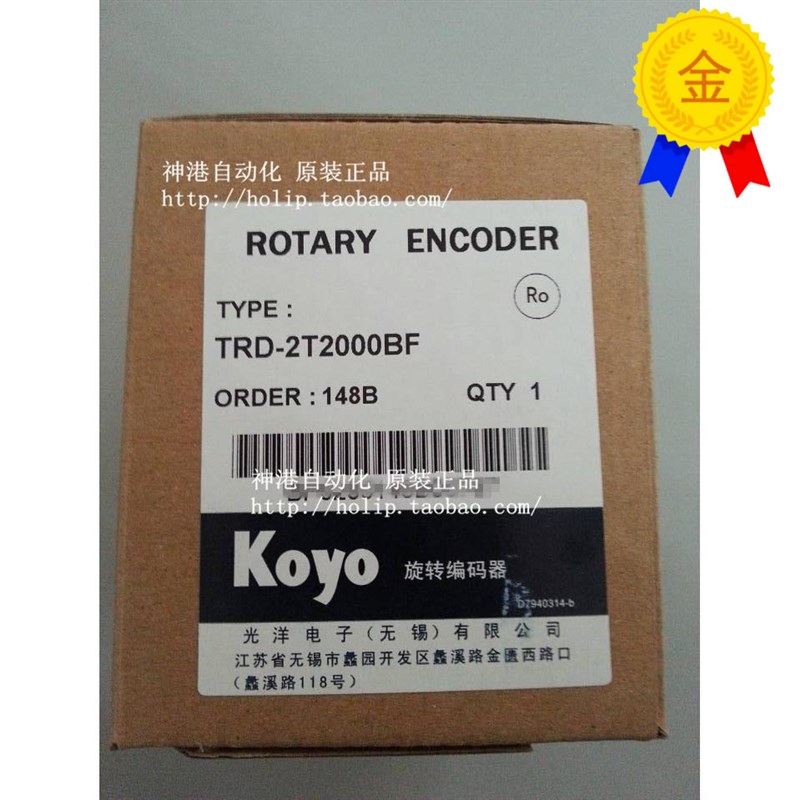 金
神港自动化 原装正品
http://holip.taobao.com/
ROTARY ENCODER
TYPE :
Ro
TRD-2T2000BF
ORDER : 148B QTY 1
神港自动化 原装正品
http://holip.taobao.com/
Koyo 旋转编码器
D7940314-b
光洋电子(无锡)有限公司
江苏省无锡市蠡园开发区蠡溪路金匮西路口
(蠡溪路118号)